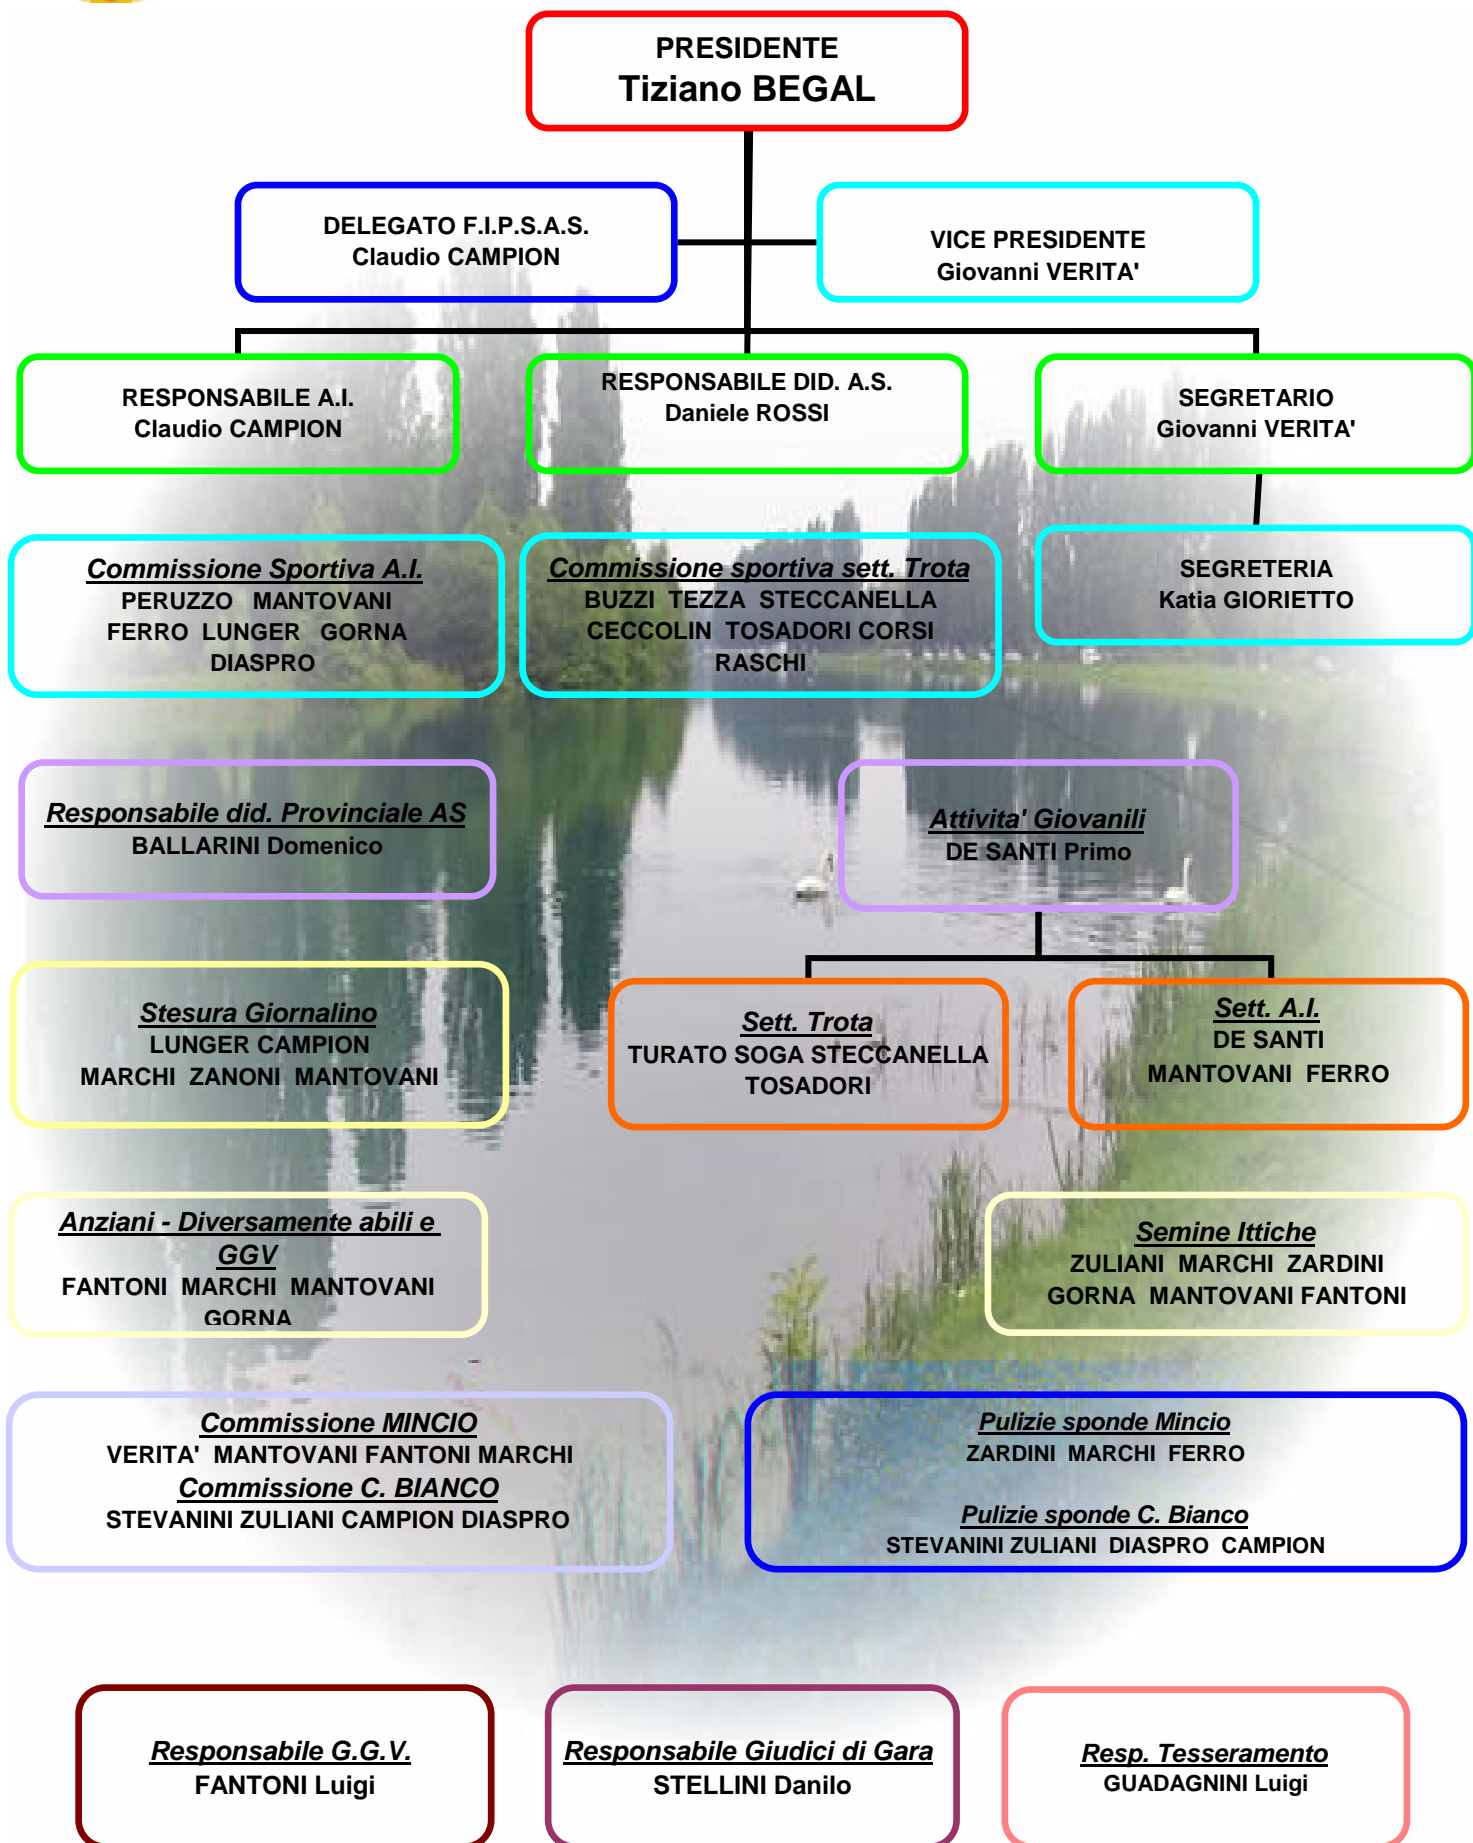 PRESIDENTE
Tiziano BEGAL
DELEGATO F.I.P.S.A.S.
Claudio CAMPION
VICE PRESIDENTE
Giovanni VERITA'
RESPONSABILE A.I.
Claudio CAMPION
RESPONSABILE DID. A.S.
Daniele ROSSI
SEGRETARIO
Giovanni VERITA'
Commissione Sportiva A.I.
PERUZZO MANTOVANI
FERRO LUNGER GORNA
DIASPRO
Commissione sportiva sett. Trota
BUZZI TEZZA STECCANELLA
CECCOLIN TOSADORI CORSI
RASCHI
SEGRETERIA
Katia GIORIETTO
Responsabile did. Provinciale AS
BALLARINI Domenico
Attivita' Giovanili
DE SANTI Primo
Stesura Giornalino
LUNGER CAMPION
MARCHI ZANONI MANTOVANI
Sett. Trota
TURATO SOGA STECCANELLA
TOSADORI
Sett. A.I.
DE SANTI
MANTOVANI FERRO
Anziani - Diversamente abili e
GGV
FANTONI MARCHI MANTOVANI
GORNA
Semine Ittiche
ZULIANI MARCHI ZARDINI
GORNA MANTOVANI FANTONI
Commissione MINCIO
VERITA' MANTOVANI FANTONI MARCHI
Commissione C. BIANCO
STEVANINI ZULIANI CAMPION DIASPRO
Pulizie sponde Mincio
ZARDINI MARCHI FERRO
Pulizie sponde C. Bianco
STEVANINI ZULIANI DIASPRO CAMPION
Responsabile G.G.V.
FANTONI Luigi
Responsabile Giudici di Gara
STELLINI Danilo
Resp. Tesseramento
GUADAGNINI Luigi